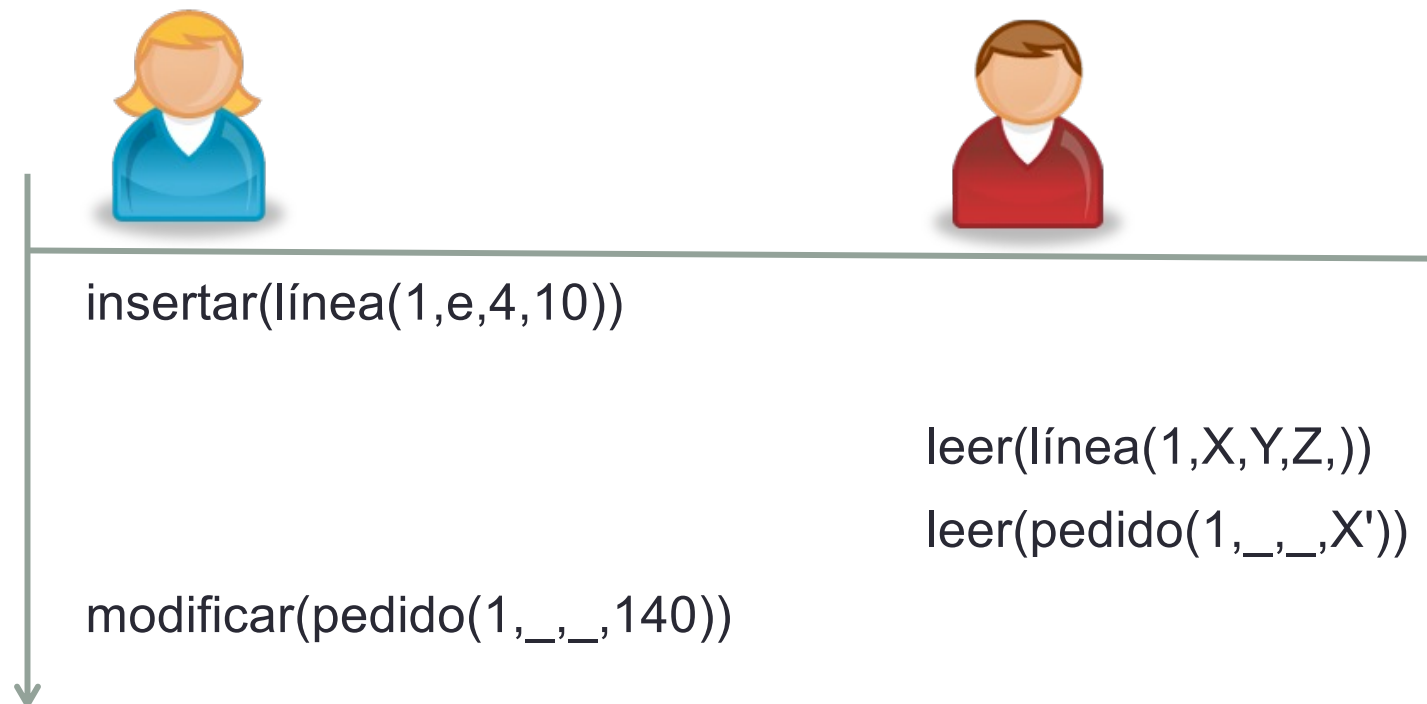 insertar(línea(1,e,4,10))
leer(línea(1,X,Y,Z,))
leer(pedido(1,_,_,X'))
modificar(pedido(1,_,_,140))